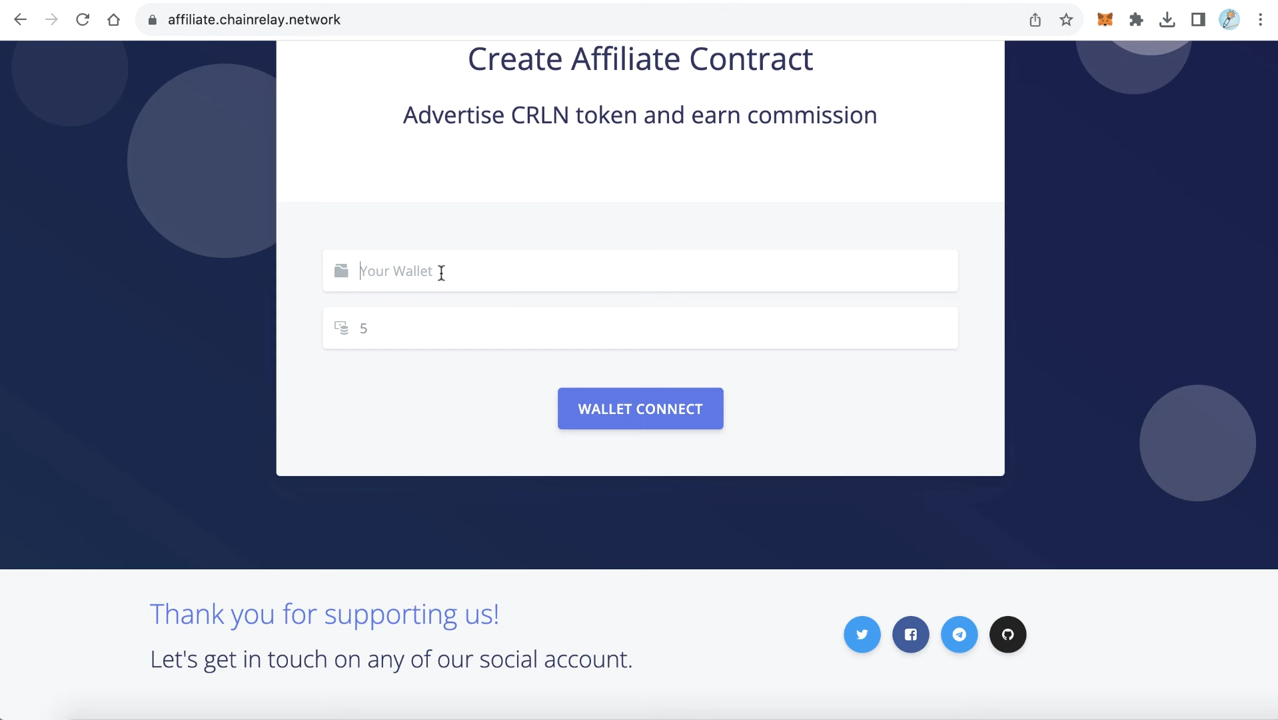 affiliate.chainrelay.network
Create Affiliate Contract
Advertise CRLN token and earn commission
Your Wallet
5
WALLET CONNECT
Thank you for supporting us!
Let's get in touch on any of our social account.